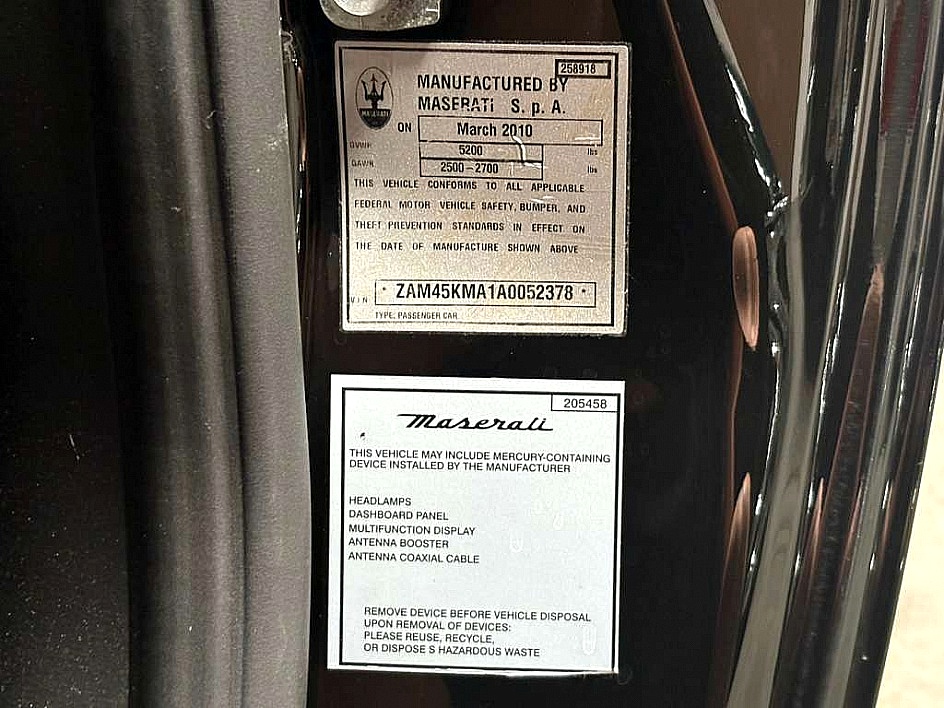 258918
MANUFACTURED BY
MASERATI S. p. A.
MASERATI
ON March 2010
GVWR 5200 lbs
GAWR 2500-2700 lbs
THIS VEHICLE CONFORMS TO ALL APPLICABLE
FEDERAL MOTOR VEHICLE SAFETY, BUMPER, AND
THEFT PREVENTION STANDARDS IN EFFECT ON
THE DATE OF MANUFACTURE SHOWN ABOVE
V I N • ZAM45KMA1A0052378 •
TYPE: PASSENGER CAR
205458
Maserati
THIS VEHICLE MAY INCLUDE MERCURY-CONTAINING
DEVICE INSTALLED BY THE MANUFACTURER
HEADLAMPS
DASHBOARD PANEL
MULTIFUNCTION DISPLAY
ANTENNA BOOSTER
ANTENNA COAXIAL CABLE
REMOVE DEVICE BEFORE VEHICLE DISPOSAL
UPON REMOVAL OF DEVICES:
PLEASE REUSE, RECYCLE,
OR DISPOSE S HAZARDOUS WASTE